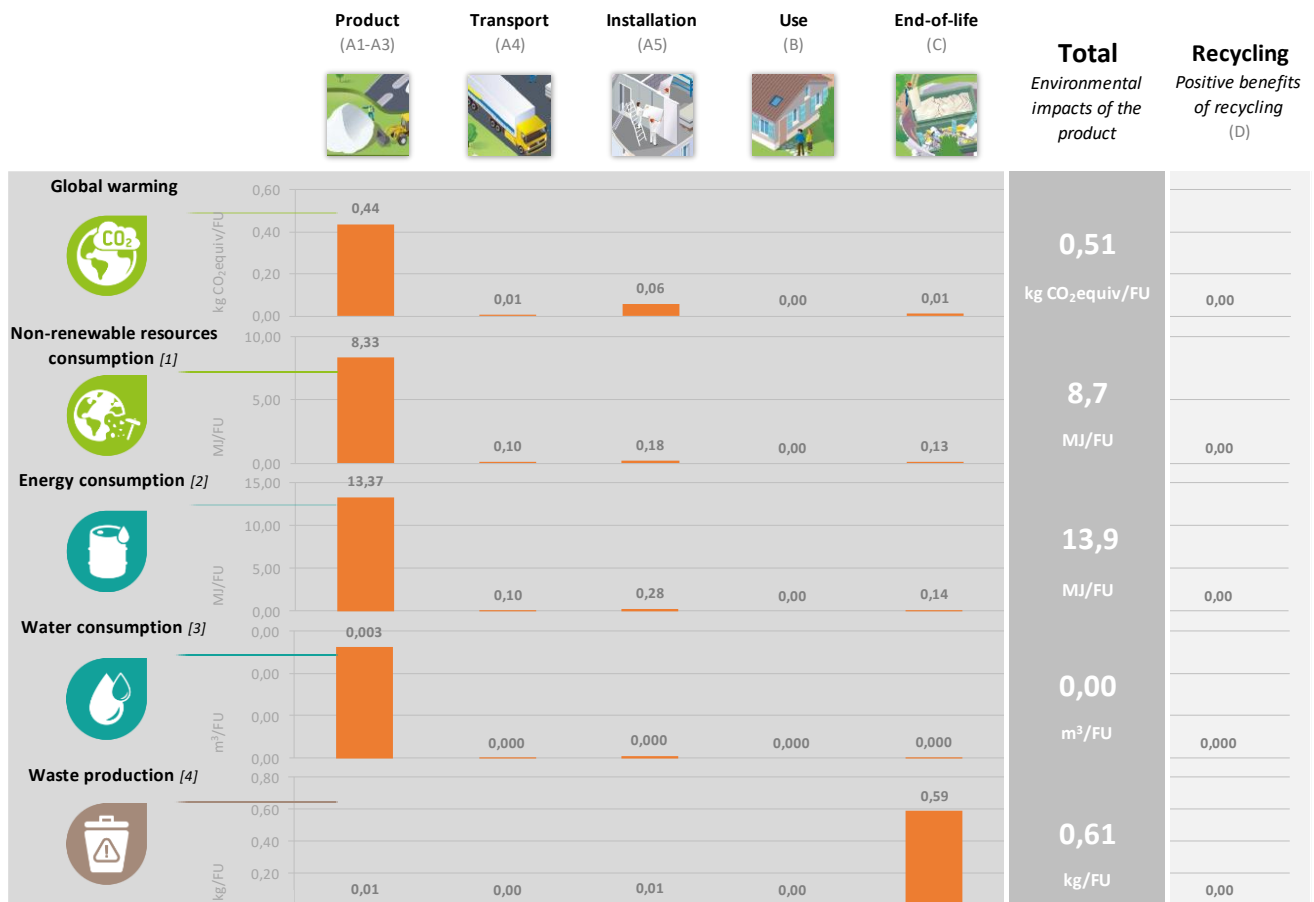 Product
(A1-A3)
Transport
(A4)
Installation
(A5)
Use
(B)
End-of-life
(C)
Total
Environmental
impacts of the
product
Recycling
Positive benefits
of recycling
(D)
Global warming
CO₂
kg CO₂equiv/FU
0,60
0,40
0,20
0,00
0,44
0,01
0,06
0,00
0,01
0,51
kg CO₂equiv/FU
0,00
Non-renewable resources
consumption [1]
MJ/FU
10,00
5,00
0,00
8,33
0,10
0,18
0,00
0,13
8,7
MJ/FU
0,00
Energy consumption [2]
MJ/FU
15,00
10,00
5,00
0,00
13,37
0,10
0,28
0,00
0,14
13,9
MJ/FU
0,00
Water consumption [3]
m³/FU
0,00
0,00
0,00
0,00
0,003
0,000
0,000
0,000
0,000
0,00
m³/FU
0,000
Waste production [4]
kg/FU
0,80
0,60
0,40
0,20
0,01
0,00
0,01
0,00
0,59
0,61
kg/FU
0,00